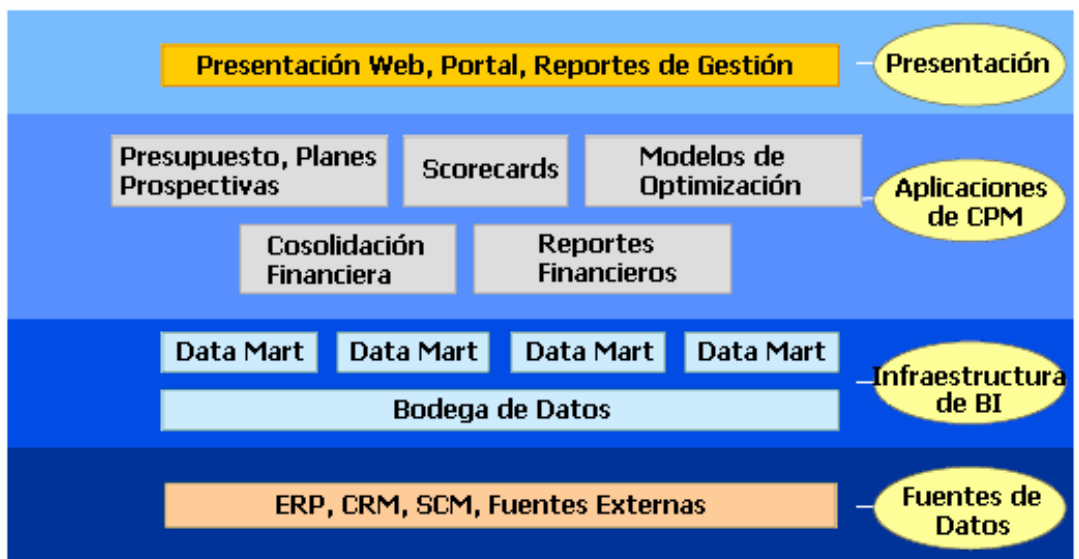 Presentación Web, Portal, Reportes de Gestión
Presentación
Presupuesto, Planes
Prospectivas
Scorecards
Modelos de
Optimización
Aplicaciones
de CPM
Cosolidación
Financiera
Reportes
Financieros
Data Mart
Data Mart
Data Mart
Data Mart
Infraestructura
de BI
Bodega de Datos
ERP, CRM, SCM, Fuentes Externas
Fuentes de
Datos